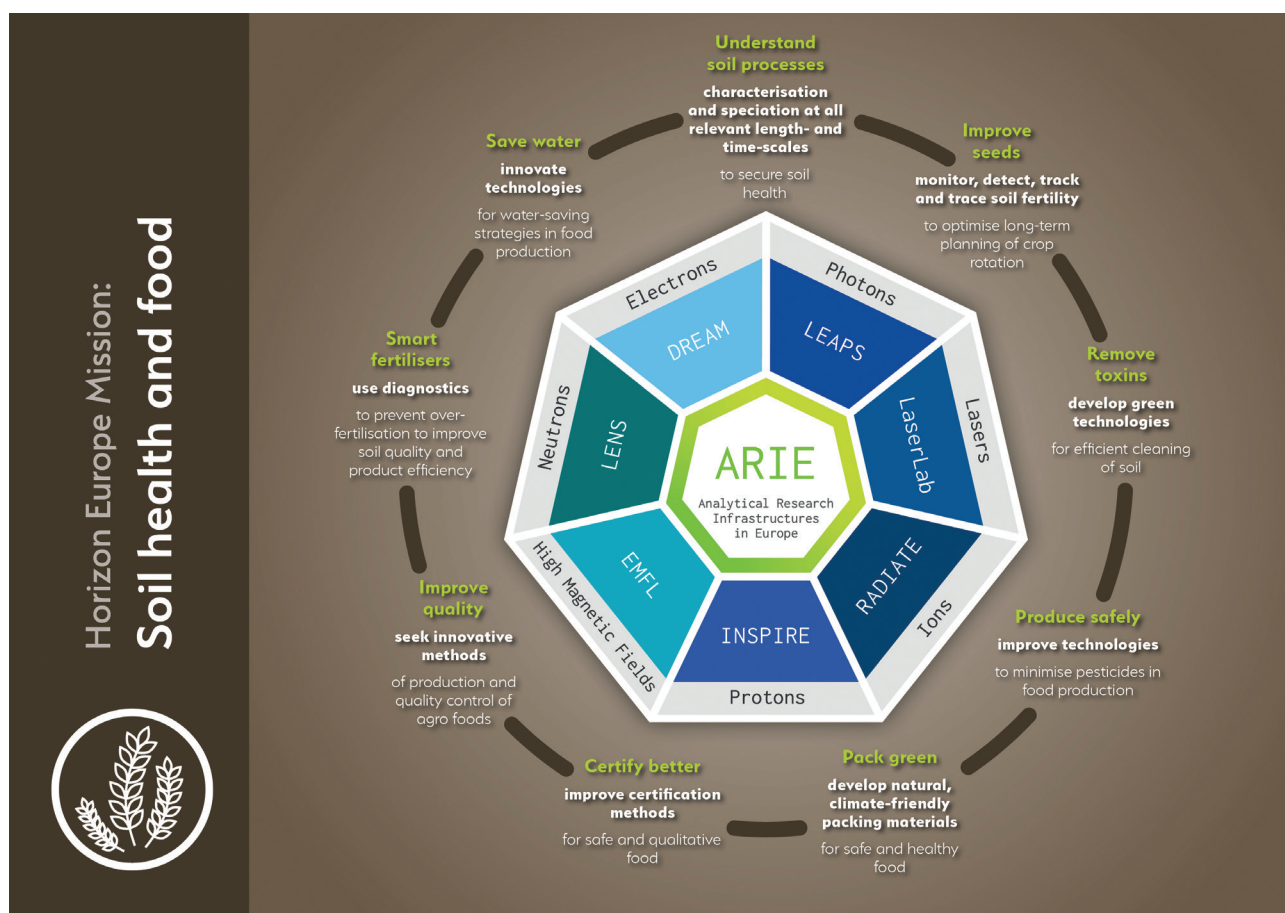 Horizon Europe Mission:
Soil health and food
Understand
soil processes
characterisation
and speciation at all
relevant length- and
time-scales
to secure soil
health
Improve
seeds
monitor, detect, track
and trace soil fertility
to optimise long-term
planning of crop
rotation
Remove
toxins
develop green
technologies
for efficient cleaning
of soil
Produce safely
improve technologies
to minimise pesticides in
food production
Pack green
develop natural,
climate-friendly
packing materials
for safe and healthy
food
Certify better
improve certification
methods
for safe and qualitative
food
Improve
quality
seek innovative
methods
of production and
quality control of
agro foods
Smart
fertilisers
use diagnostics
to prevent over-
fertilisation to improve
soil quality and
product efficiency
Save water
innovate
technologies
for water-saving
strategies in food
production
Electrons
DREAM
Photons
LEAPS
Lasers
LaserLab
Ions
RADIATE
Protons
INSPIRE
High Magnetic Fields
EMFL
Neutrons
LENS
ARIE
Analytical Research
Infrastructures
in Europe